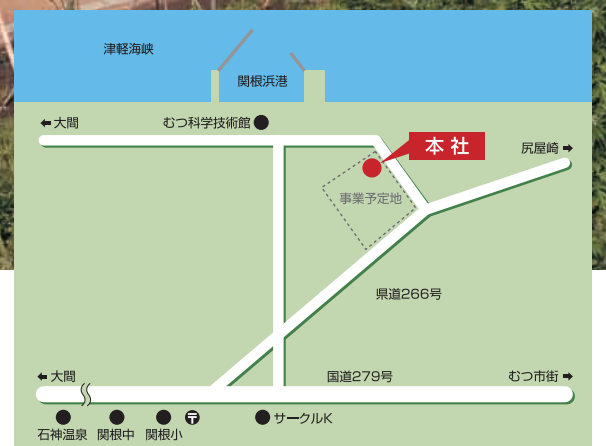 津軽海峡
関根浜港
←大間
むつ科学技術館
本社
尻屋崎→
事業予定地
県道266号
←大間
国道279号
むつ市街→
〒
サークルK
石神温泉
関根中
関根小